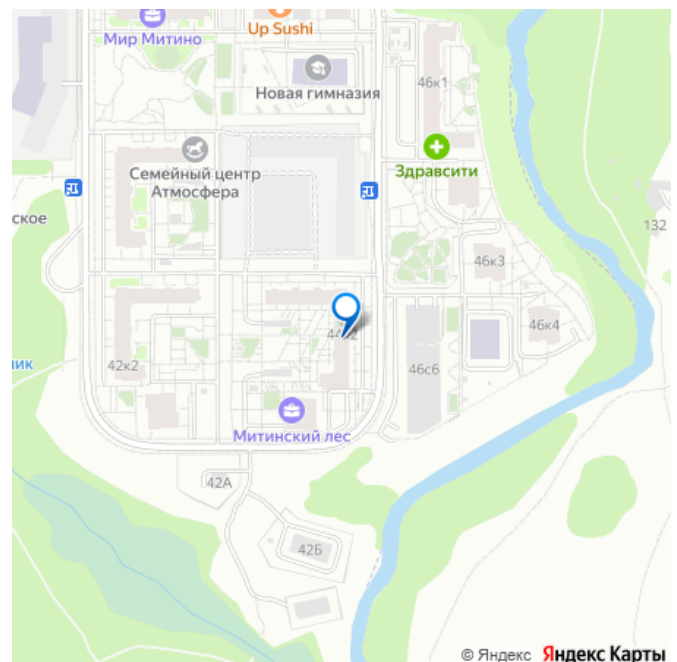 Мир Митино
Up Sushi
46к1
Новая гимназия
Здравсити
Семейный центр
Атмосфера
ское
132
46к3
46к4
42к2
46с6
ик
Митинский лес
42А
42Б
© Яндекс Яндекс Карты